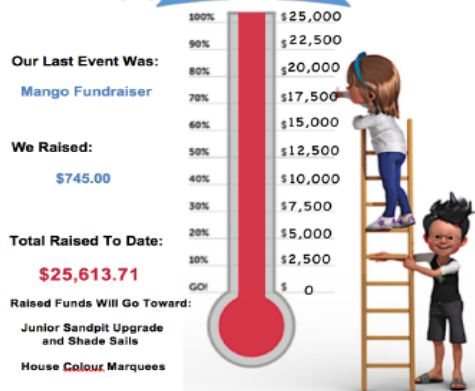 100% $25,000
90% $22,500
Our Last Event Was:
80% $20,000
Mango Fundraiser
70% $17,500
60% $15,000
We Raised:
50% $12,500
$745.00
40% $10,000
30% $7,500
Total Raised To Date:
20% $5,000
10% $2,500
$25,613.71
GO! $ 0
Raised Funds Will Go Toward:
Junior Sandpit Upgrade
and Shade Sails
House Colour Marquees